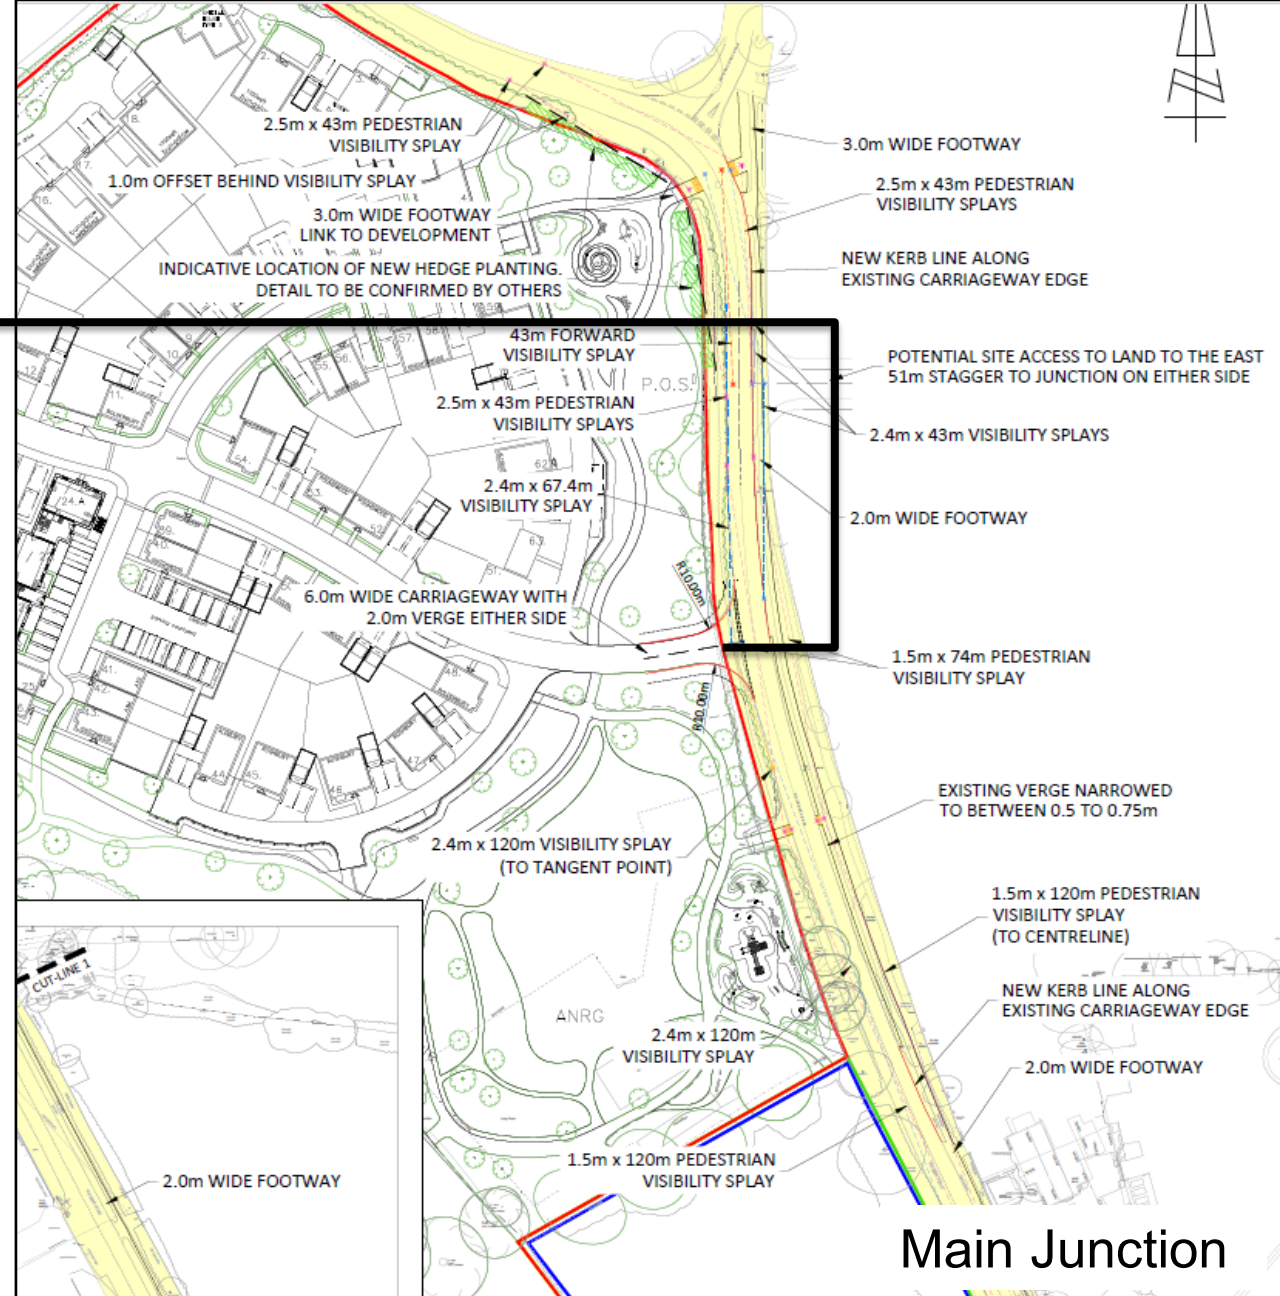 2.5m x 43m PEDESTRIAN
VISIBILITY SPLAY
1.0m OFFSET BEHIND VISIBILITY SPLAY
3.0m WIDE FOOTWAY
LINK TO DEVELOPMENT
INDICATIVE LOCATION OF NEW HEDGE PLANTING.
DETAIL TO BE CONFIRMED BY OTHERS
3.0m WIDE FOOTWAY
2.5m x 43m PEDESTRIAN
VISIBILITY SPLAYS
NEW KERB LINE ALONG
EXISTING CARRIAGEWAY EDGE
43m FORWARD
VISIBILITY SPLAY
P.O.S
2.5m x 43m PEDESTRIAN
VISIBILITY SPLAYS
POTENTIAL SITE ACCESS TO LAND TO THE EAST
51m STAGGER TO JUNCTION ON EITHER SIDE
2.4m x 43m VISIBILITY SPLAYS
2.4m x 67.4m
VISIBILITY SPLAY
2.0m WIDE FOOTWAY
R10.00m
6.0m WIDE CARRIAGEWAY WITH
2.0m VERGE EITHER SIDE
1.5m x 74m PEDESTRIAN
VISIBILITY SPLAY
R10.00m
EXISTING VERGE NARROWED
TO BETWEEN 0.5 TO 0.75m
2.4m x 120m VISIBILITY SPLAY
(TO TANGENT POINT)
1.5m x 120m PEDESTRIAN
VISIBILITY SPLAY
(TO CENTRELINE)
CUT-LINE 1
NEW KERB LINE ALONG
EXISTING CARRIAGEWAY EDGE
ANRG
2.4m x 120m
VISIBILITY SPLAY
2.0m WIDE FOOTWAY
1.5m x 120m PEDESTRIAN
VISIBILITY SPLAY
2.0m WIDE FOOTWAY
Main Junction